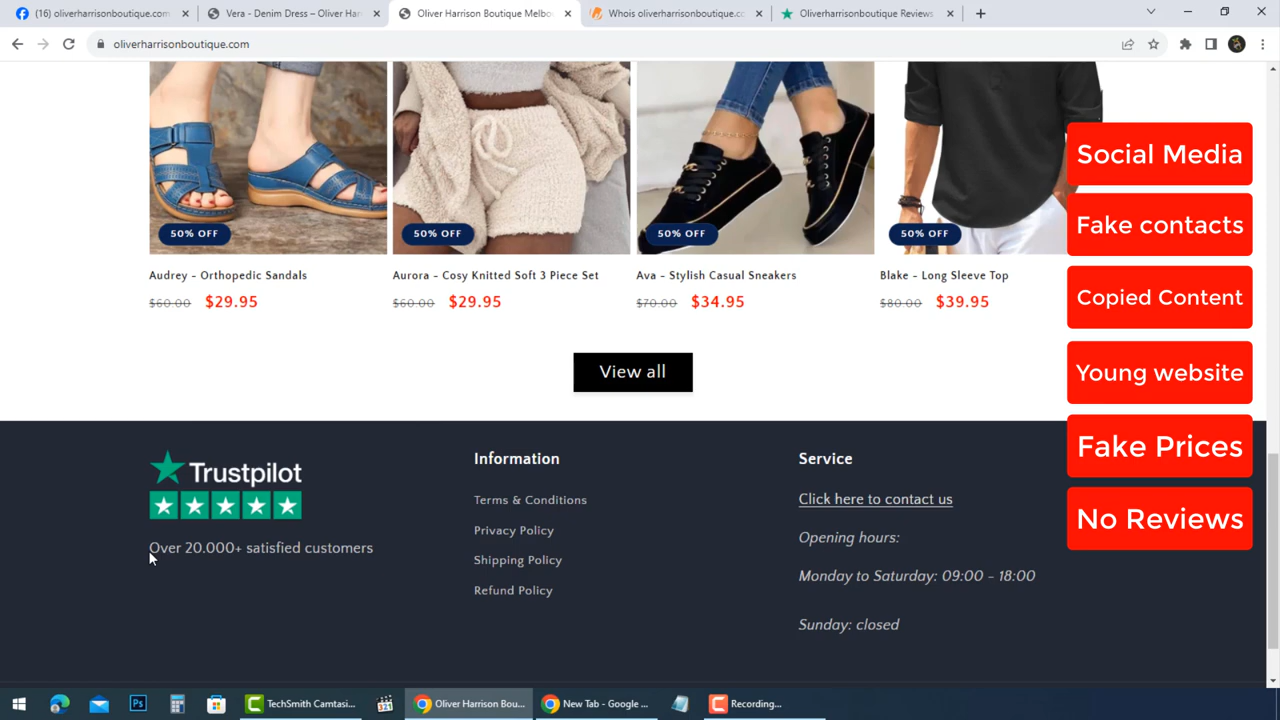 (16) oliverharrisonboutique.com
Vera - Denim Dress – Oliver Har
Oliver Harrison Boutique Melbo
Whois oliverharrisonboutique.co
Oliverharrisonboutique Reviews
oliverharrisonboutique.com
50% OFF
50% OFF
50% OFF
50% OFF
Audrey - Orthopedic Sandals
Aurora - Cosy Knitted Soft 3 Piece Set
Ava - Stylish Casual Sneakers
Blake - Long Sleeve Top
$60.00 $29.95
$60.00 $29.95
$70.00 $34.95
$80.00 $39.95
View all
Social Media
Fake contacts
Copied Content
Young website
Fake Prices
No Reviews
Trustpilot
Over 20.000+ satisfied customers
Information
Terms & Conditions
Privacy Policy
Shipping Policy
Refund Policy
Service
Click here to contact us
Opening hours:
Monday to Saturday: 09:00 - 18:00
Sunday: closed
Ps
TechSmith Camtasi...
Oliver Harrison Bou...
New Tab - Google ...
Recording...